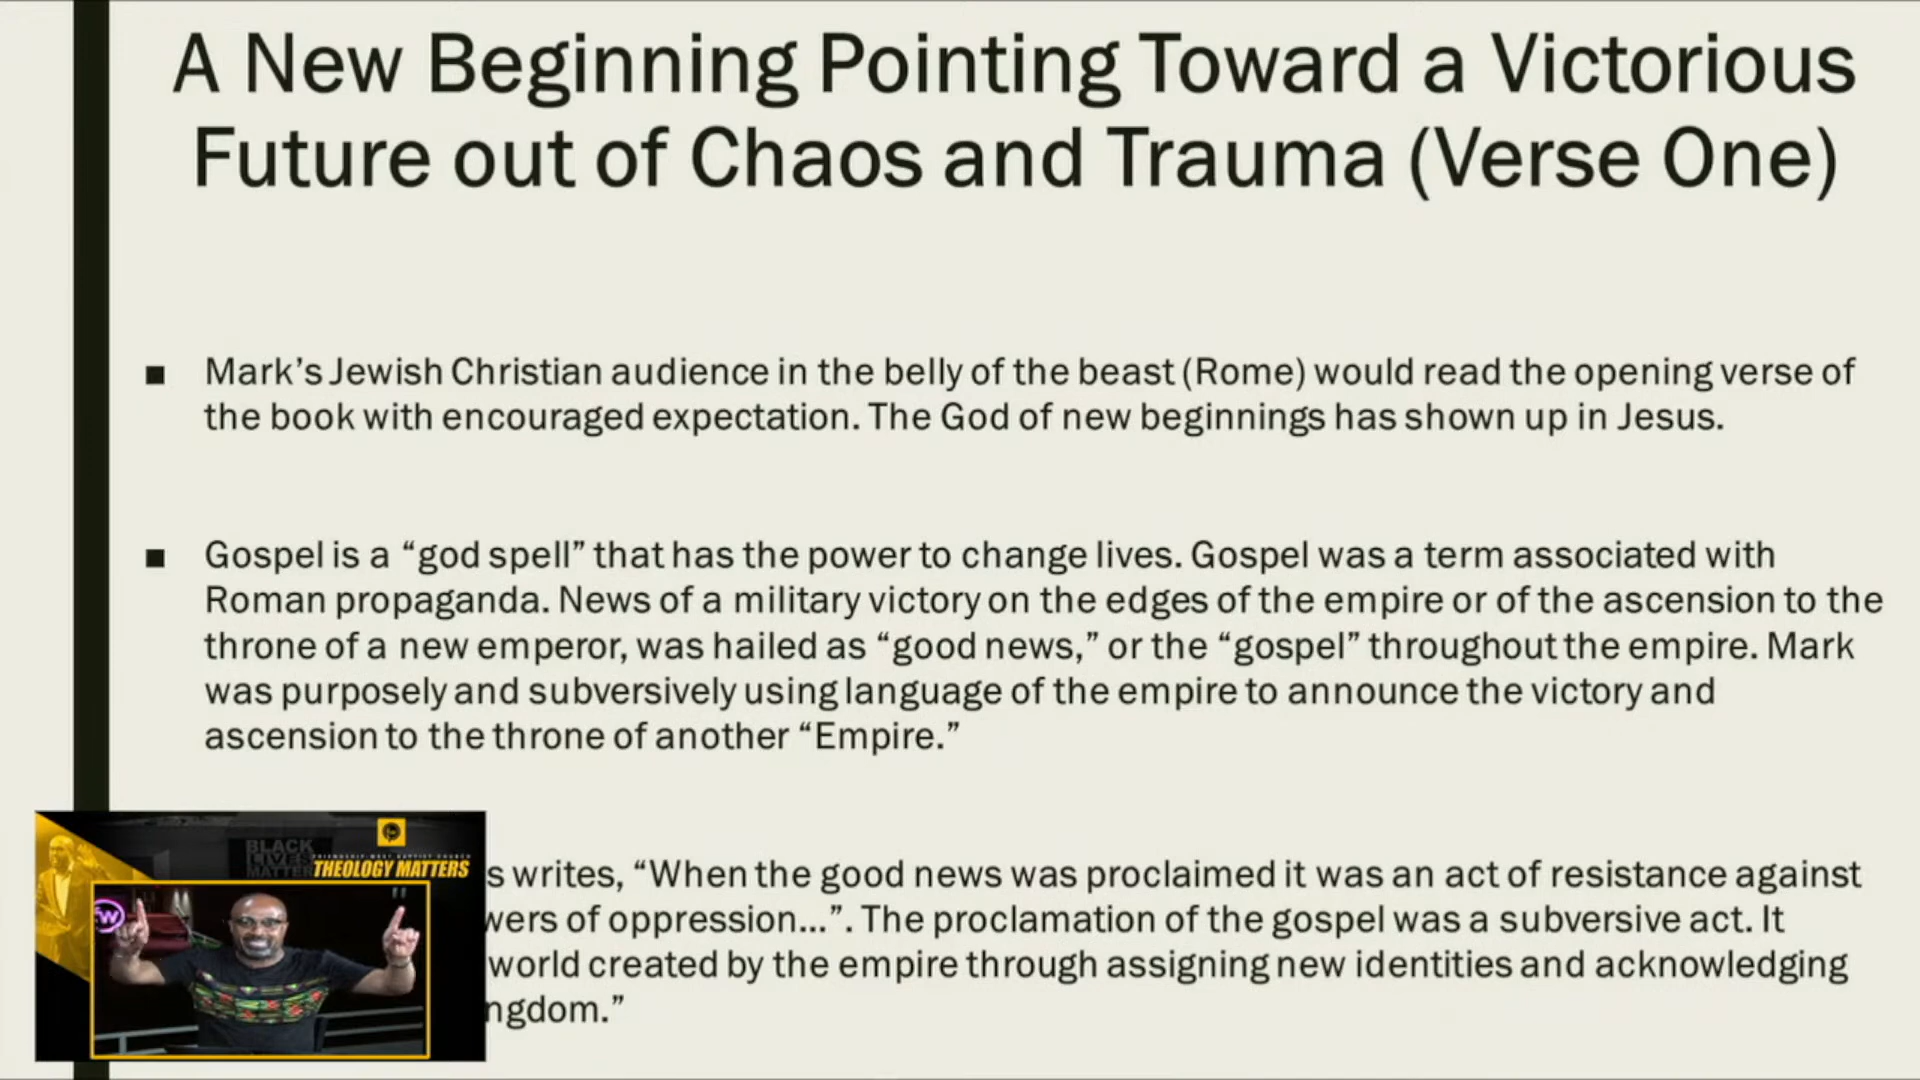 A New Beginning Pointing Toward a Victorious
Future out of Chaos and Trauma (Verse One)
■ Mark’s Jewish Christian audience in the belly of the beast (Rome) would read the opening verse of
the book with encouraged expectation. The God of new beginnings has shown up in Jesus.
■ Gospel is a “god spell” that has the power to change lives. Gospel was a term associated with
Roman propaganda. News of a military victory on the edges of the empire or of the ascension to the
throne of a new emperor, was hailed as “good news,” or the “gospel” throughout the empire. Mark
was purposely and subversively using language of the empire to announce the victory and
ascension to the throne of another “Empire.”
s writes, “When the good news was proclaimed it was an act of resistance against
wers of oppression...”. The proclamation of the gospel was a subversive act. It
world created by the empire through assigning new identities and acknowledging
ngdom.”
BLACK
LIVES
MATTER
FRIENDSHIP-WEST BAPTIST CHURCH
THEOLOGY MATTERS
fw